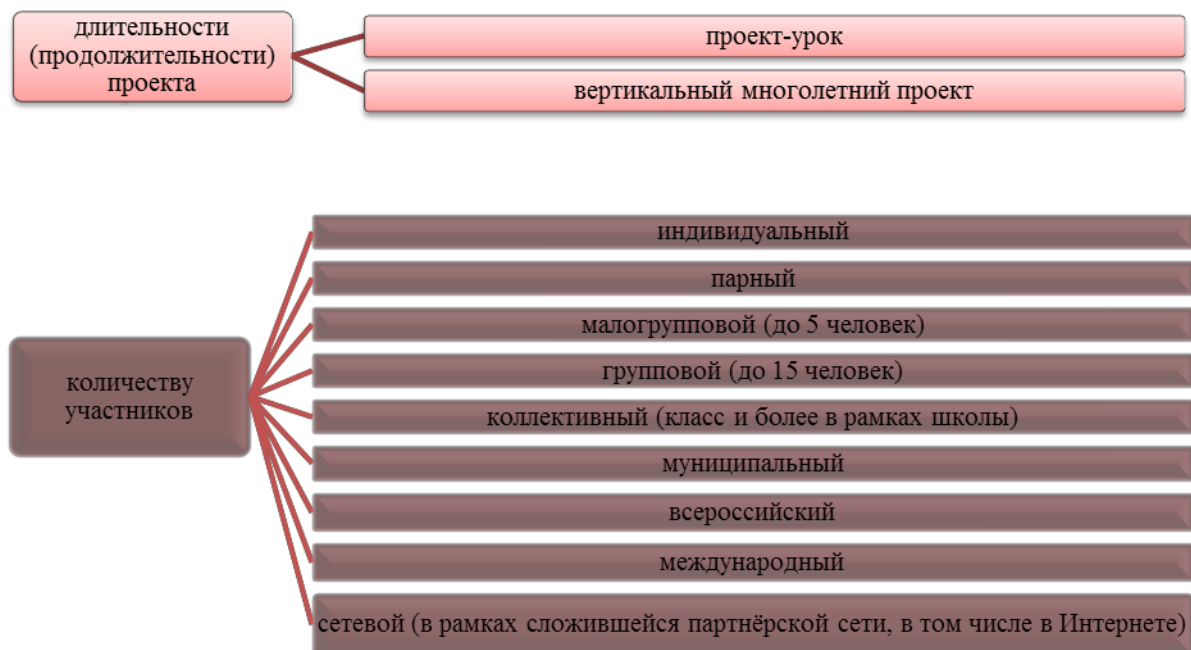 длительности
(продолжительности)
проекта
проект-урок
вертикальный многолетний проект
количеству
участников
индивидуальный
парный
малогрупповой (до 5 человек)
групповой (до 15 человек)
коллективный (класс и более в рамках школы)
муниципальный
всероссийский
международный
сетевой (в рамках сложившейся партнёрской сети, в том числе в Интернете)